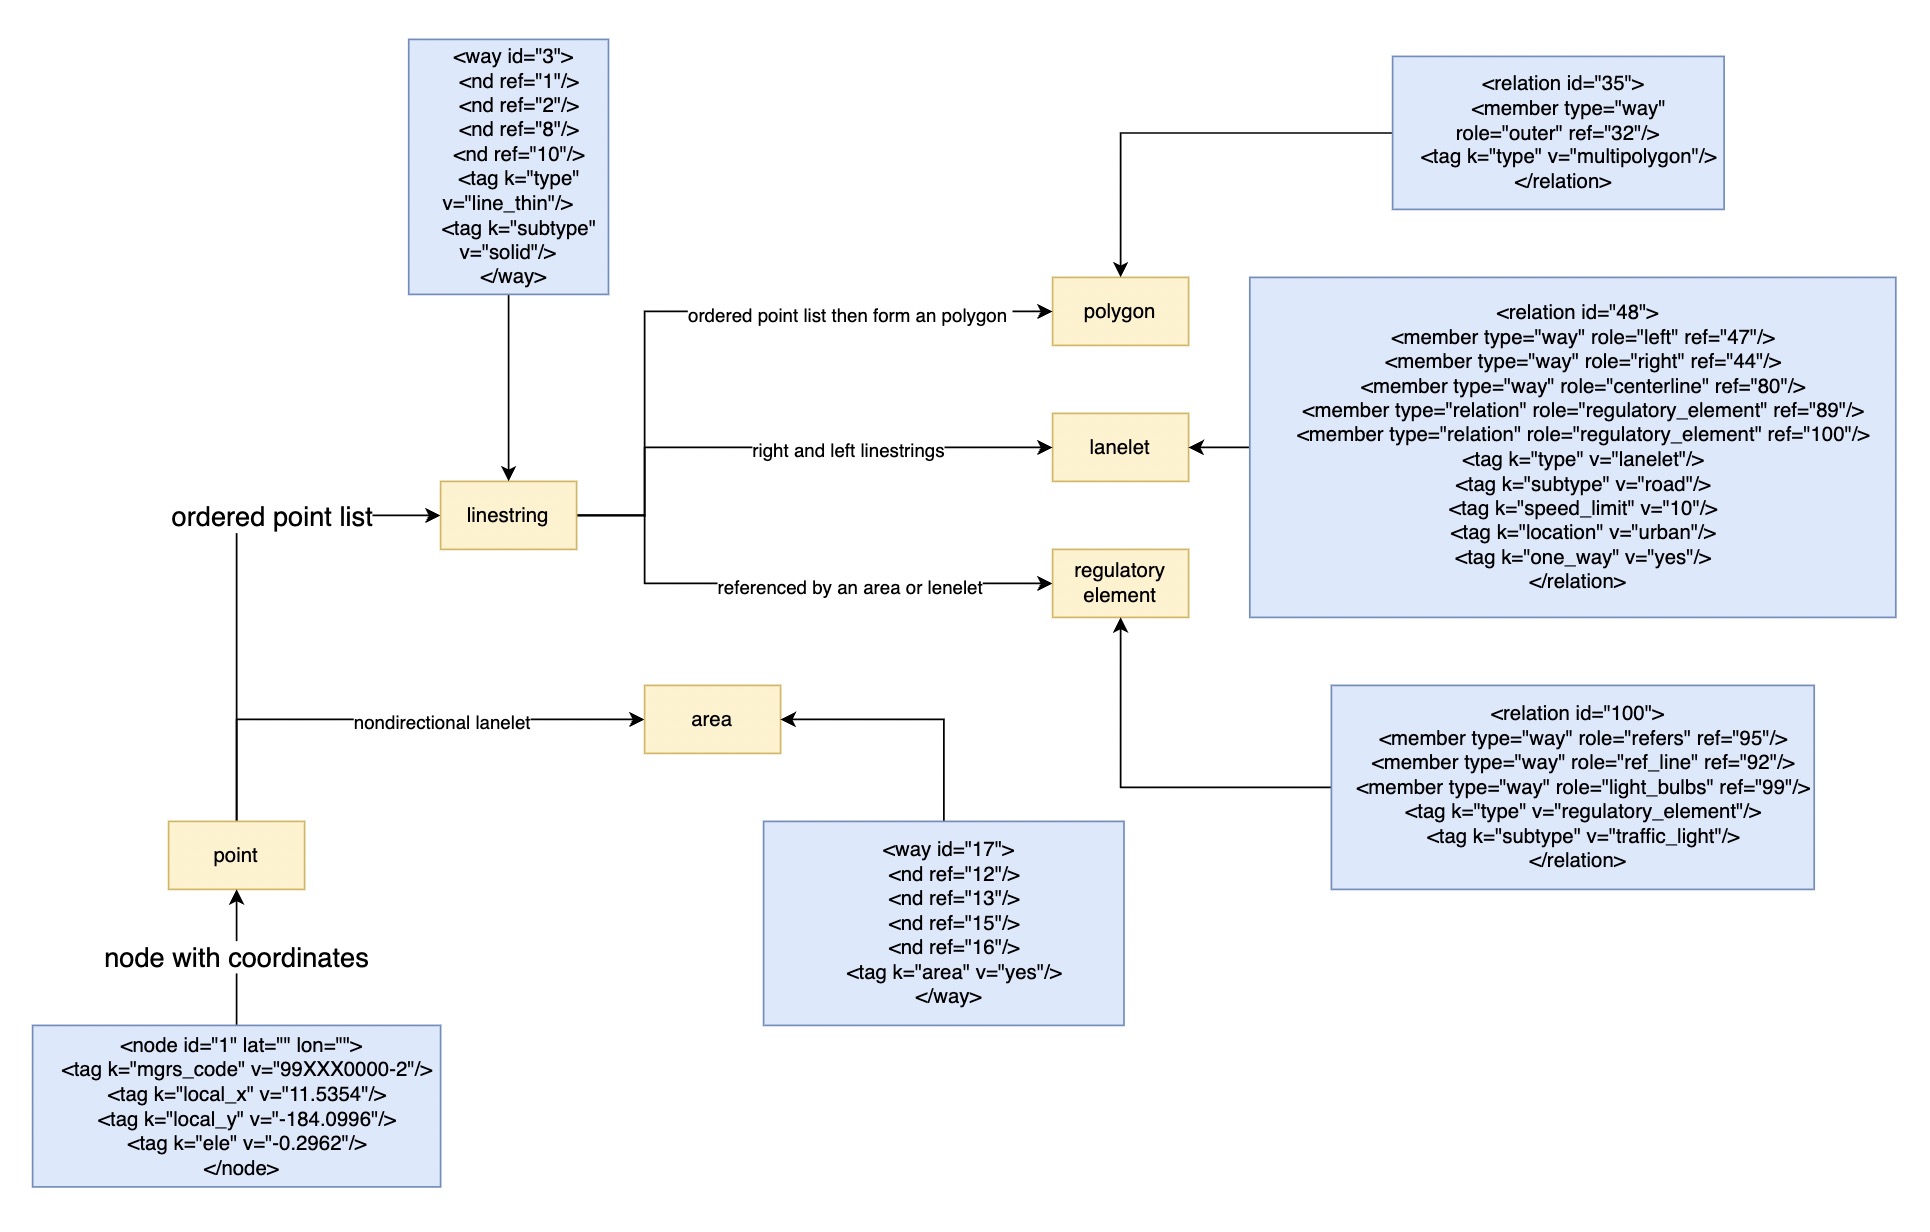 <way id="3">
<nd ref="1"/>
<nd ref="2"/>
<nd ref="8"/>
<nd ref="10"/>
<tag k="type"
v="line_thin"/>
<tag k="subtype"
v="solid"/>
</way>
<relation id="35">
<member type="way"
role="outer" ref="32"/>
<tag k="type" v="multipolygon"/>
</relation>
ordered point list then form an polygon
polygon
<relation id="48">
<member type="way" role="left" ref="47"/>
<member type="way" role="right" ref="44"/>
<member type="way" role="centerline" ref="80"/>
<member type="relation" role="regulatory_element" ref="89"/>
<member type="relation" role="regulatory_element" ref="100"/>
<tag k="type" v="lanelet"/>
<tag k="subtype" v="road"/>
<tag k="speed_limit" v="10"/>
<tag k="location" v="urban"/>
<tag k="one_way" v="yes"/>
</relation>
right and left linestrings
lanelet
ordered point list
linestring
referenced by an area or lenelet
regulatory
element
nondirectional lanelet
area
<relation id="100">
<member type="way" role="refers" ref="95"/>
<member type="way" role="ref_line" ref="92"/>
<member type="way" role="light_bulbs" ref="99"/>
<tag k="type" v="regulatory_element"/>
<tag k="subtype" v="traffic_light"/>
</relation>
point
<way id="17">
<nd ref="12"/>
<nd ref="13"/>
<nd ref="15"/>
<nd ref="16"/>
<tag k="area" v="yes"/>
</way>
node with coordinates
<node id="1" lat="" lon="">
<tag k="mgrs_code" v="99XXX0000-2"/>
<tag k="local_x" v="11.5354"/>
<tag k="local_y" v="-184.0996"/>
<tag k="ele" v="-0.2962"/>
</node>